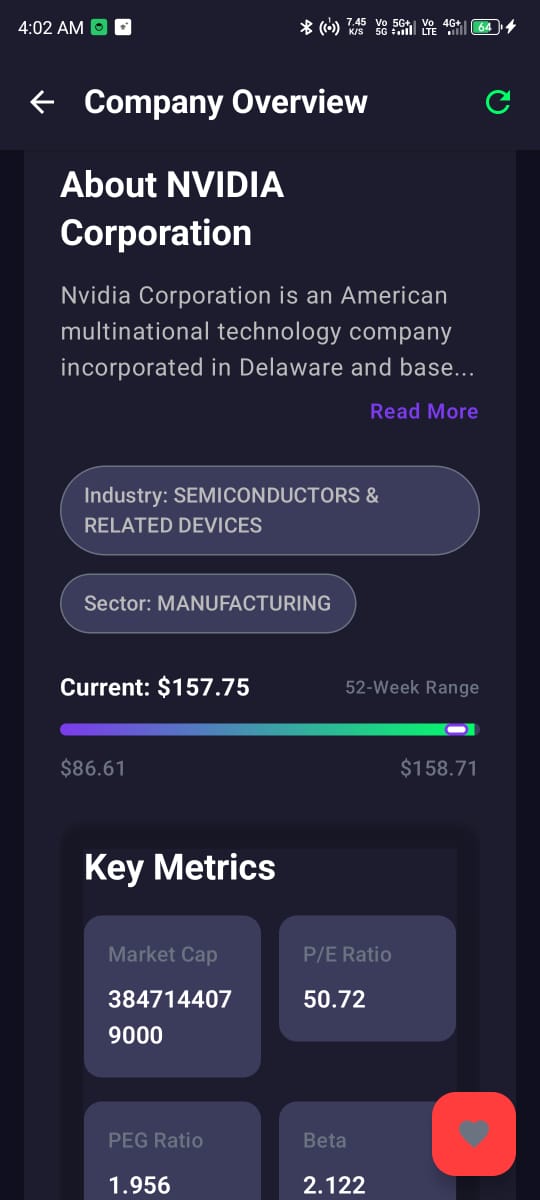 4:02 AM 7.45 K/S Vo 5G 5G+ Vo LTE 4G+ 64
Company Overview
About NVIDIA
Corporation
Nvidia Corporation is an American
multinational technology company
incorporated in Delaware and base...
Read More
Industry: SEMICONDUCTORS &
RELATED DEVICES
Sector: MANUFACTURING
Current: $157.75 52-Week Range
$86.61 $158.71
Key Metrics
Market Cap P/E Ratio
384714407 50.72
9000
PEG Ratio Beta
1.956 2.122